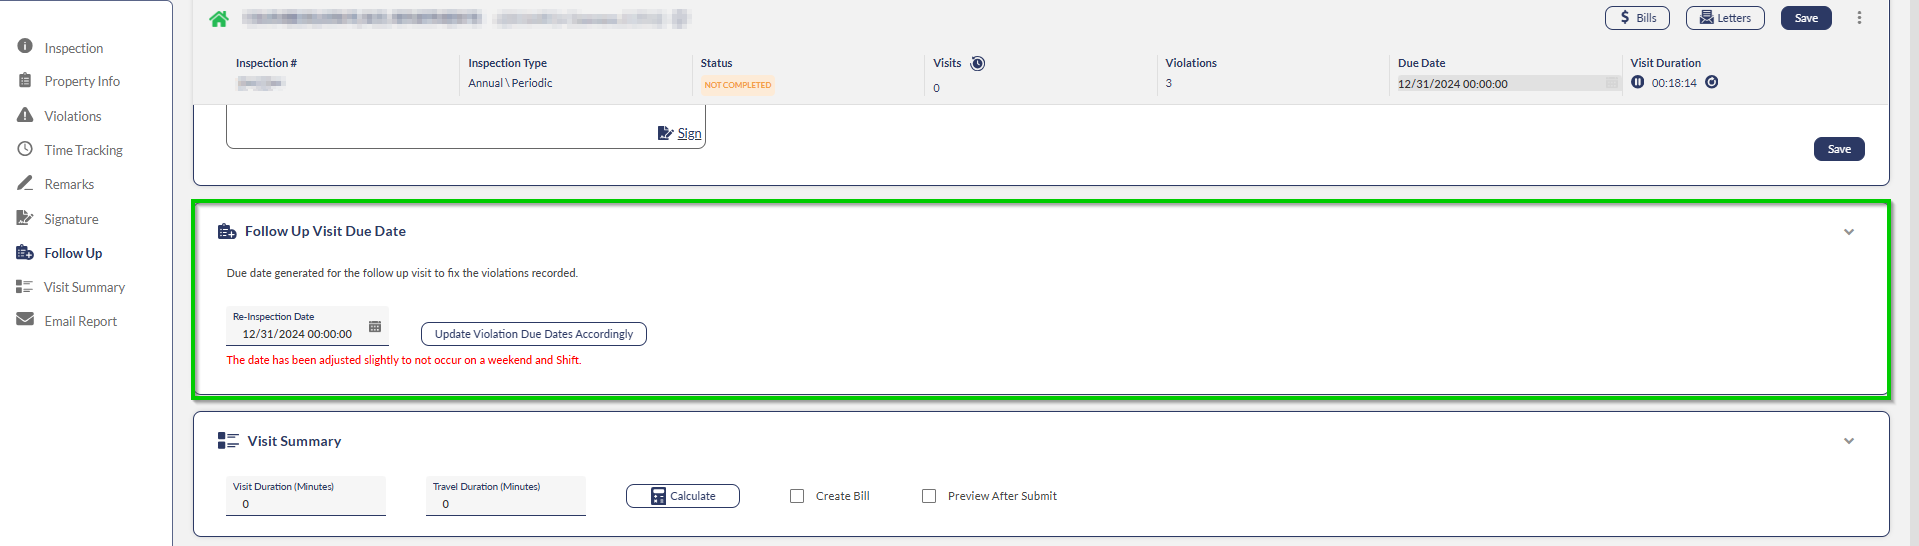 Inspection
Property Info
Violations
Time Tracking
Remarks
Signature
Follow Up
Visit Summary
Email Report
$ Bills
Letters
Save
Inspection #
Inspection Type
Annual \ Periodic
Status
NOT COMPLETED
Visits
0
Violations
3
Due Date
12/31/2024 00:00:00
Visit Duration
00:18:14
Sign
Save
Follow Up Visit Due Date
Due date generated for the follow up visit to fix the violations recorded.
Re-Inspection Date
12/31/2024 00:00:00
Update Violation Due Dates Accordingly
The date has been adjusted slightly to not occur on a weekend and Shift.
Visit Summary
Visit Duration (Minutes)
0
Travel Duration (Minutes)
0
Calculate
Create Bill
Preview After Submit